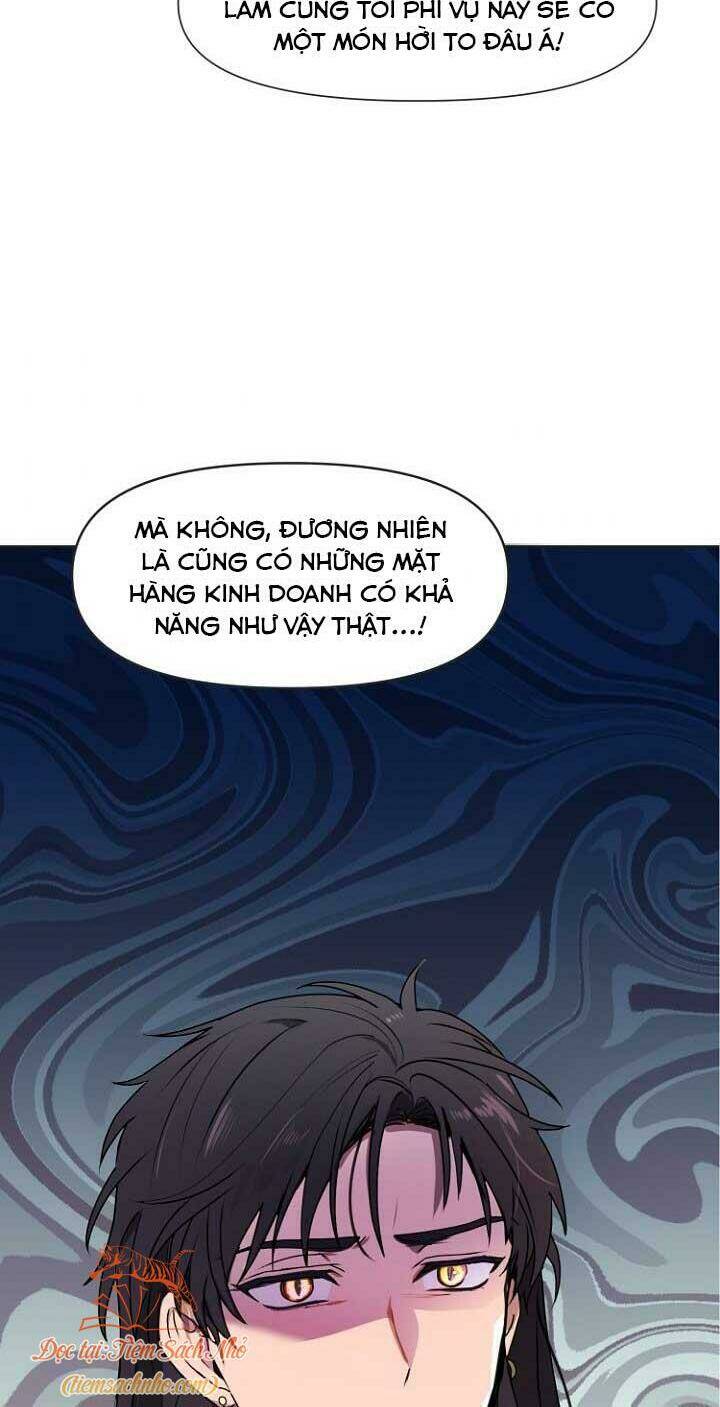 LÀM CÙNG TÔI PHI VỤ NÀY SẼ CÓ
MỘT MÓN HỜI TO ĐÂU Á!
MÀ KHÔNG, ĐƯƠNG NHIÊN
LÀ CŨNG CÓ NHỮNG MẶT
HÀNG KINH DOANH CÓ KHẢ
NĂNG NHƯ VẬY THẬT...!
Đọc tại: Tiệm Sách Nhỏ
(tiemsachnho.com)